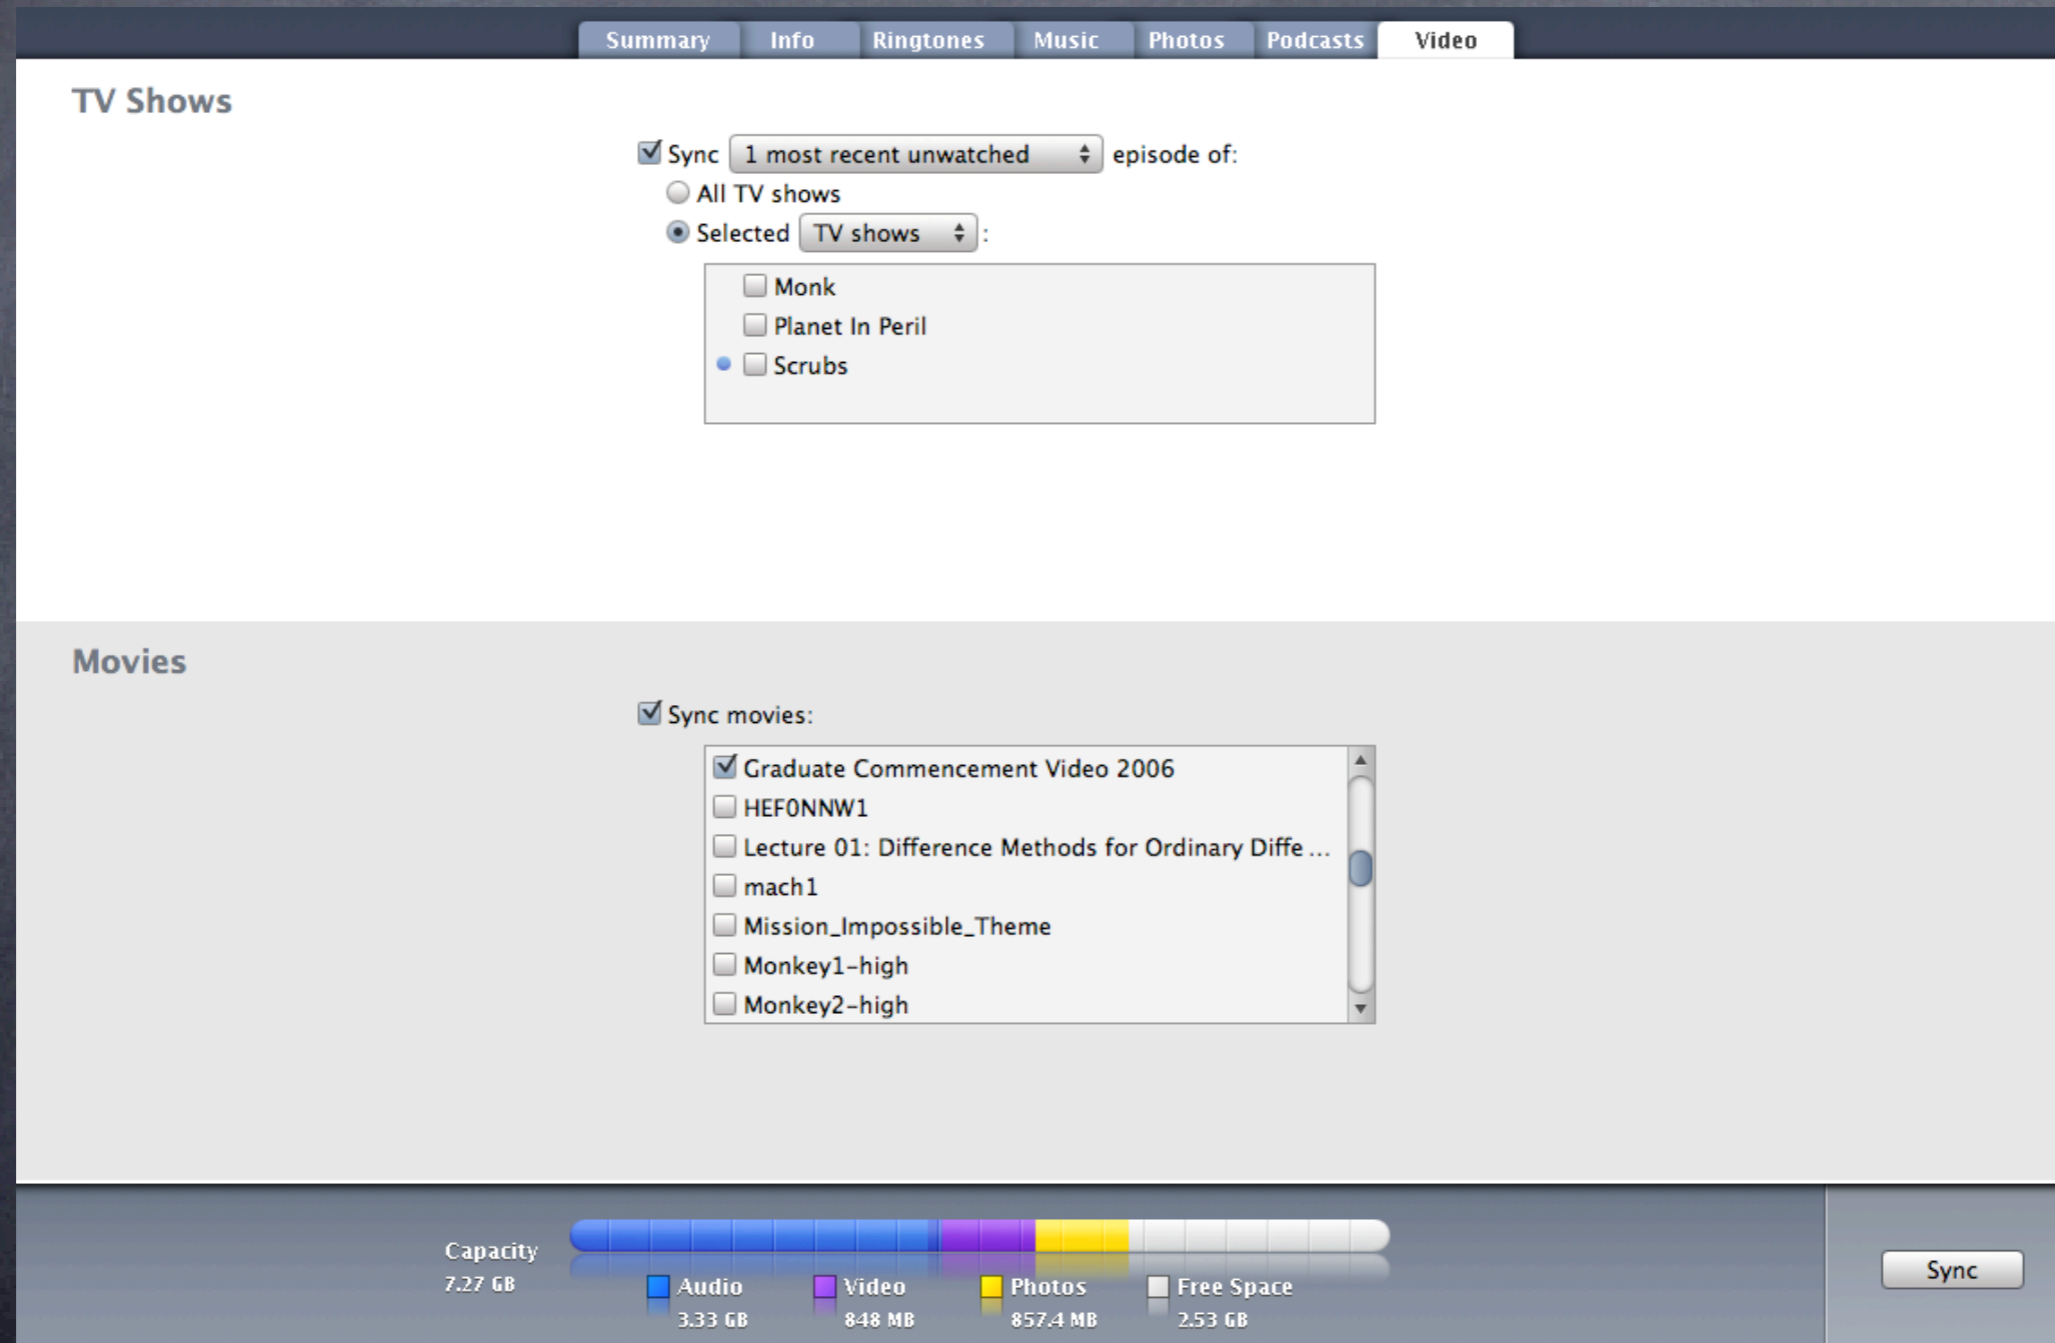 Summary Info Ringtones Music Photos Podcasts Video
TV Shows
Sync 1 most recent unwatched episode of:
All TV shows
Selected TV shows :
Monk
Planet In Peril
Scrubs
Movies
Sync movies:
Graduate Commencement Video 2006
HEF0NNW1
Lecture 01: Difference Methods for Ordinary Diffe ...
mach1
Mission_Impossible_Theme
Monkey1-high
Monkey2-high
Capacity
7.27 GB
Audio Video Photos Free Space
3.33 GB 848 MB 857.4 MB 2.53 GB
Sync